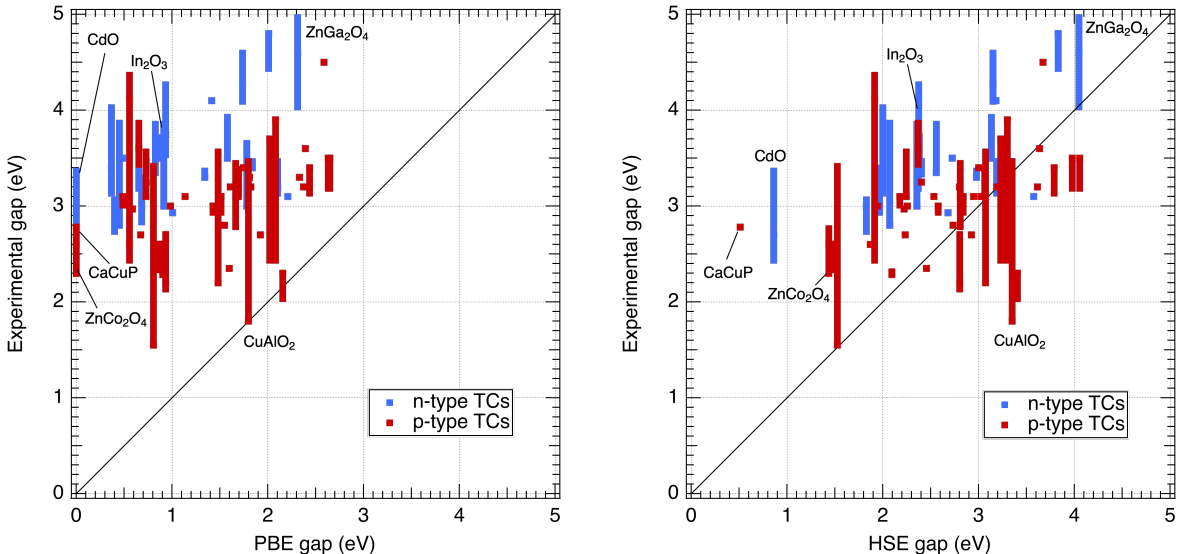 5
4
3
2
1
0
Experimental gap (eV)
CdO
In2O3
ZnGa2O4
CaCuP
ZnCo2O4
CuAlO2
n-type TCs
p-type TCs
0 1 2 3 4 5
PBE gap (eV)
5
4
3
2
1
0
Experimental gap (eV)
In2O3
ZnGa2O4
CdO
CaCuP
ZnCo2O4
CuAlO2
n-type TCs
p-type TCs
0 1 2 3 4 5
HSE gap (eV)